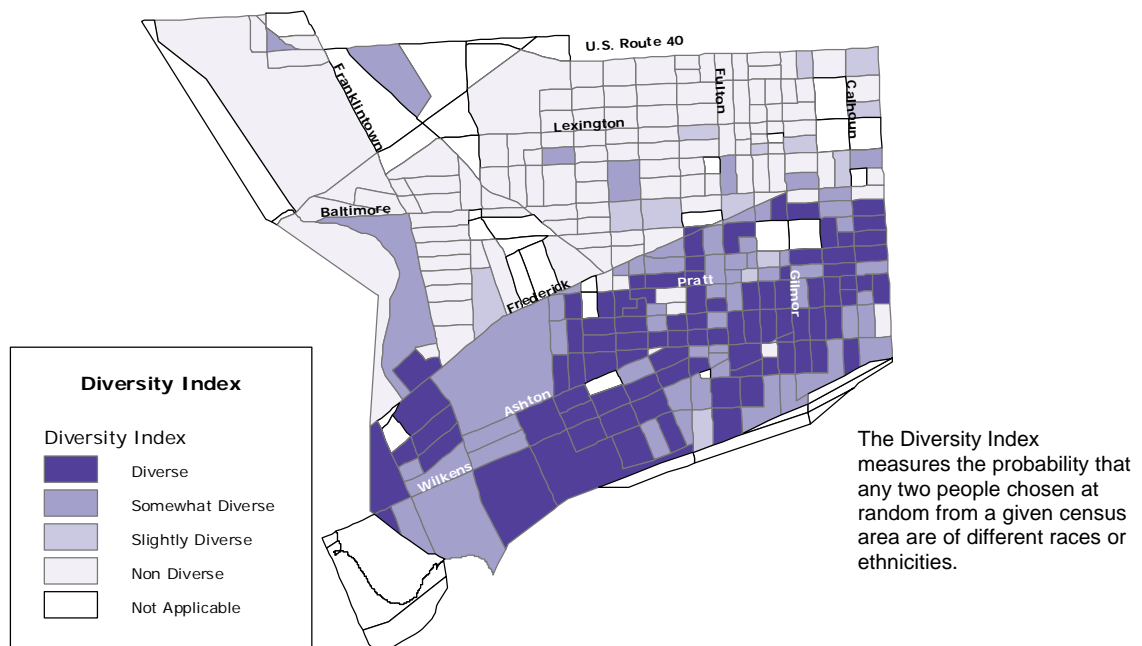 U.S. Route 40
Franklintown
Fulton
Calhoun
Lexington
Baltimore
Frederick
Pratt
Gilmor
Ashton
Wilkens
Diversity Index
Diversity Index
Diverse
Somewhat Diverse
Slightly Diverse
Non Diverse
Not Applicable
The Diversity Index
measures the probability that
any two people chosen at
random from a given census
area are of different races or
ethnicities.